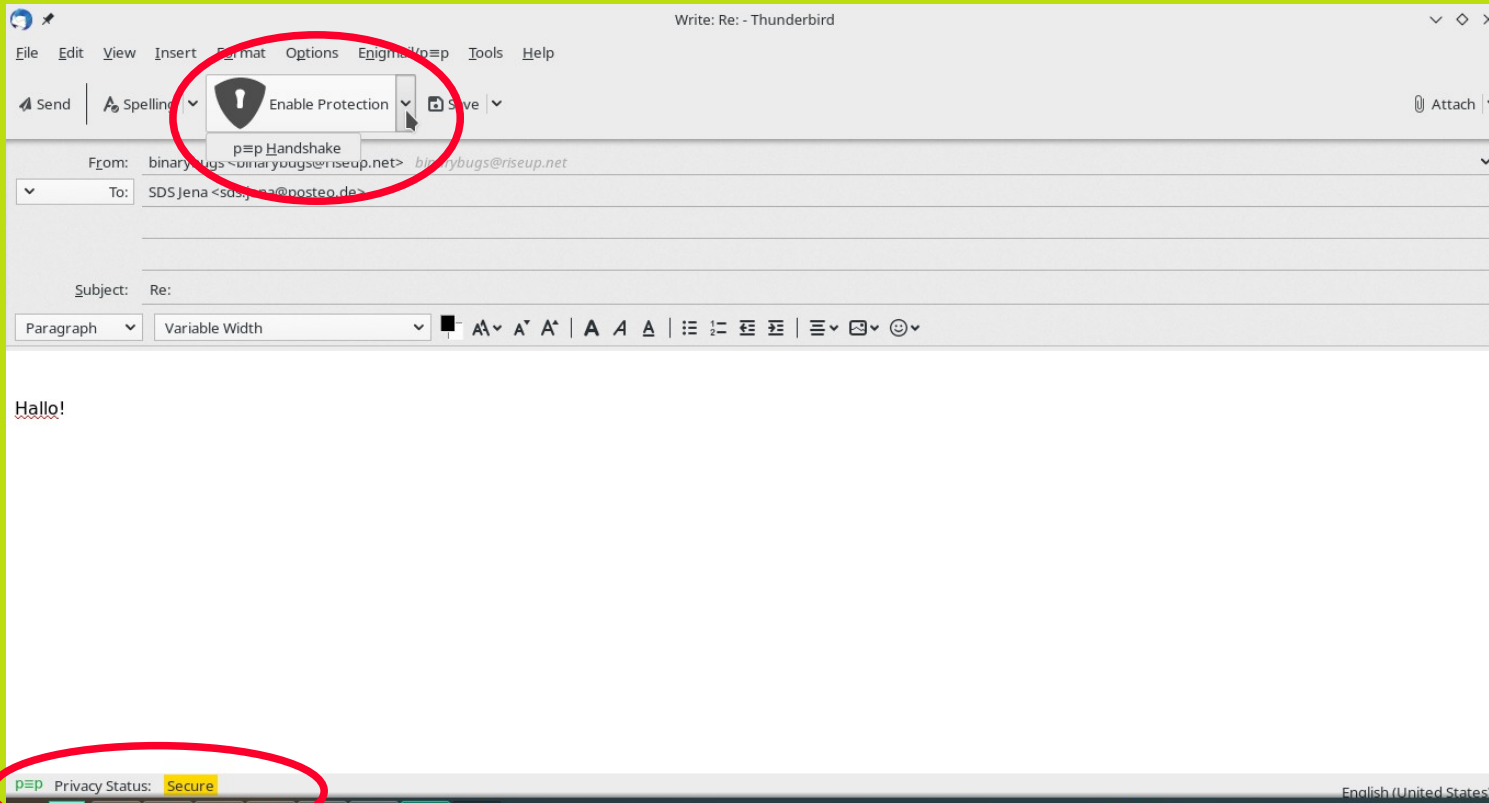 Write: Re: - Thunderbird
File Edit View Insert Format Options Enigmail/p≡p Tools Help
Send Spelling Enable Protection Save Attach
p≡p Handshake
From: binarybugs <binarybugs@riseup.net> binarybugs@riseup.net
To: SDS Jena <sds.jena@posteo.de>
Subject: Re:
Paragraph Variable Width
Hallo!
p≡p Privacy Status: Secure
English (United States)